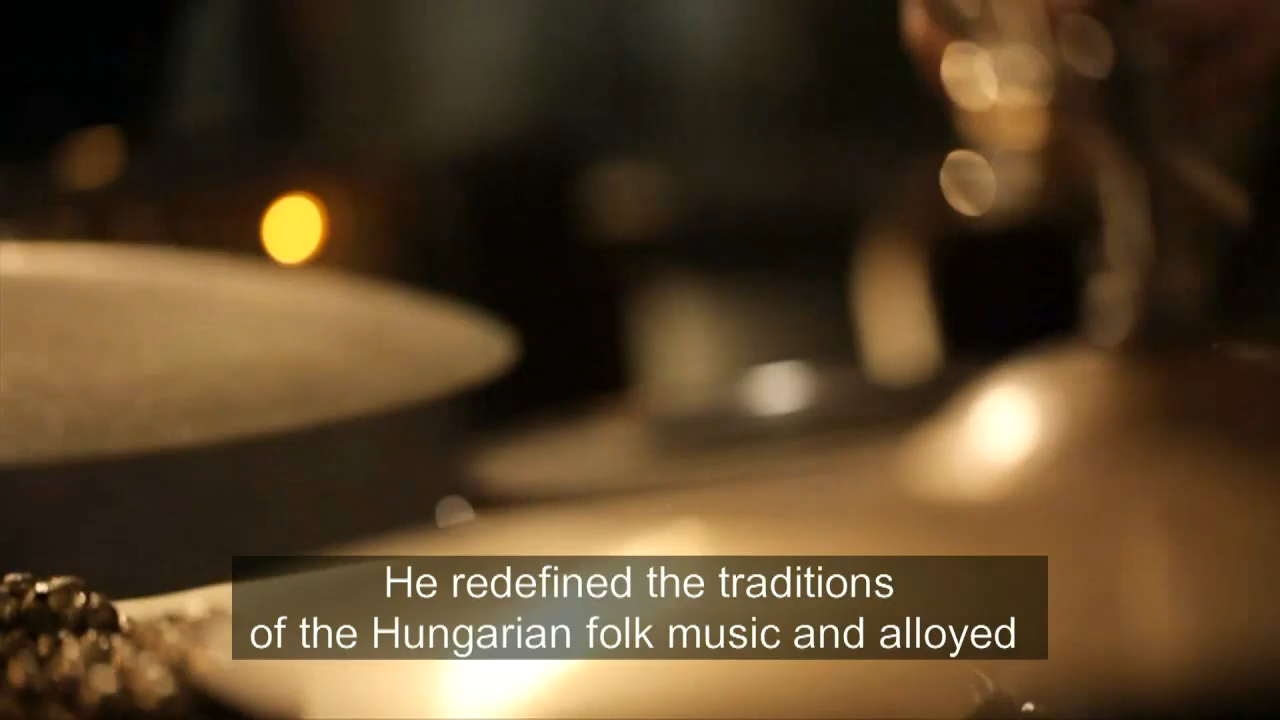 He redefined the traditions
of the Hungarian folk music and alloyed